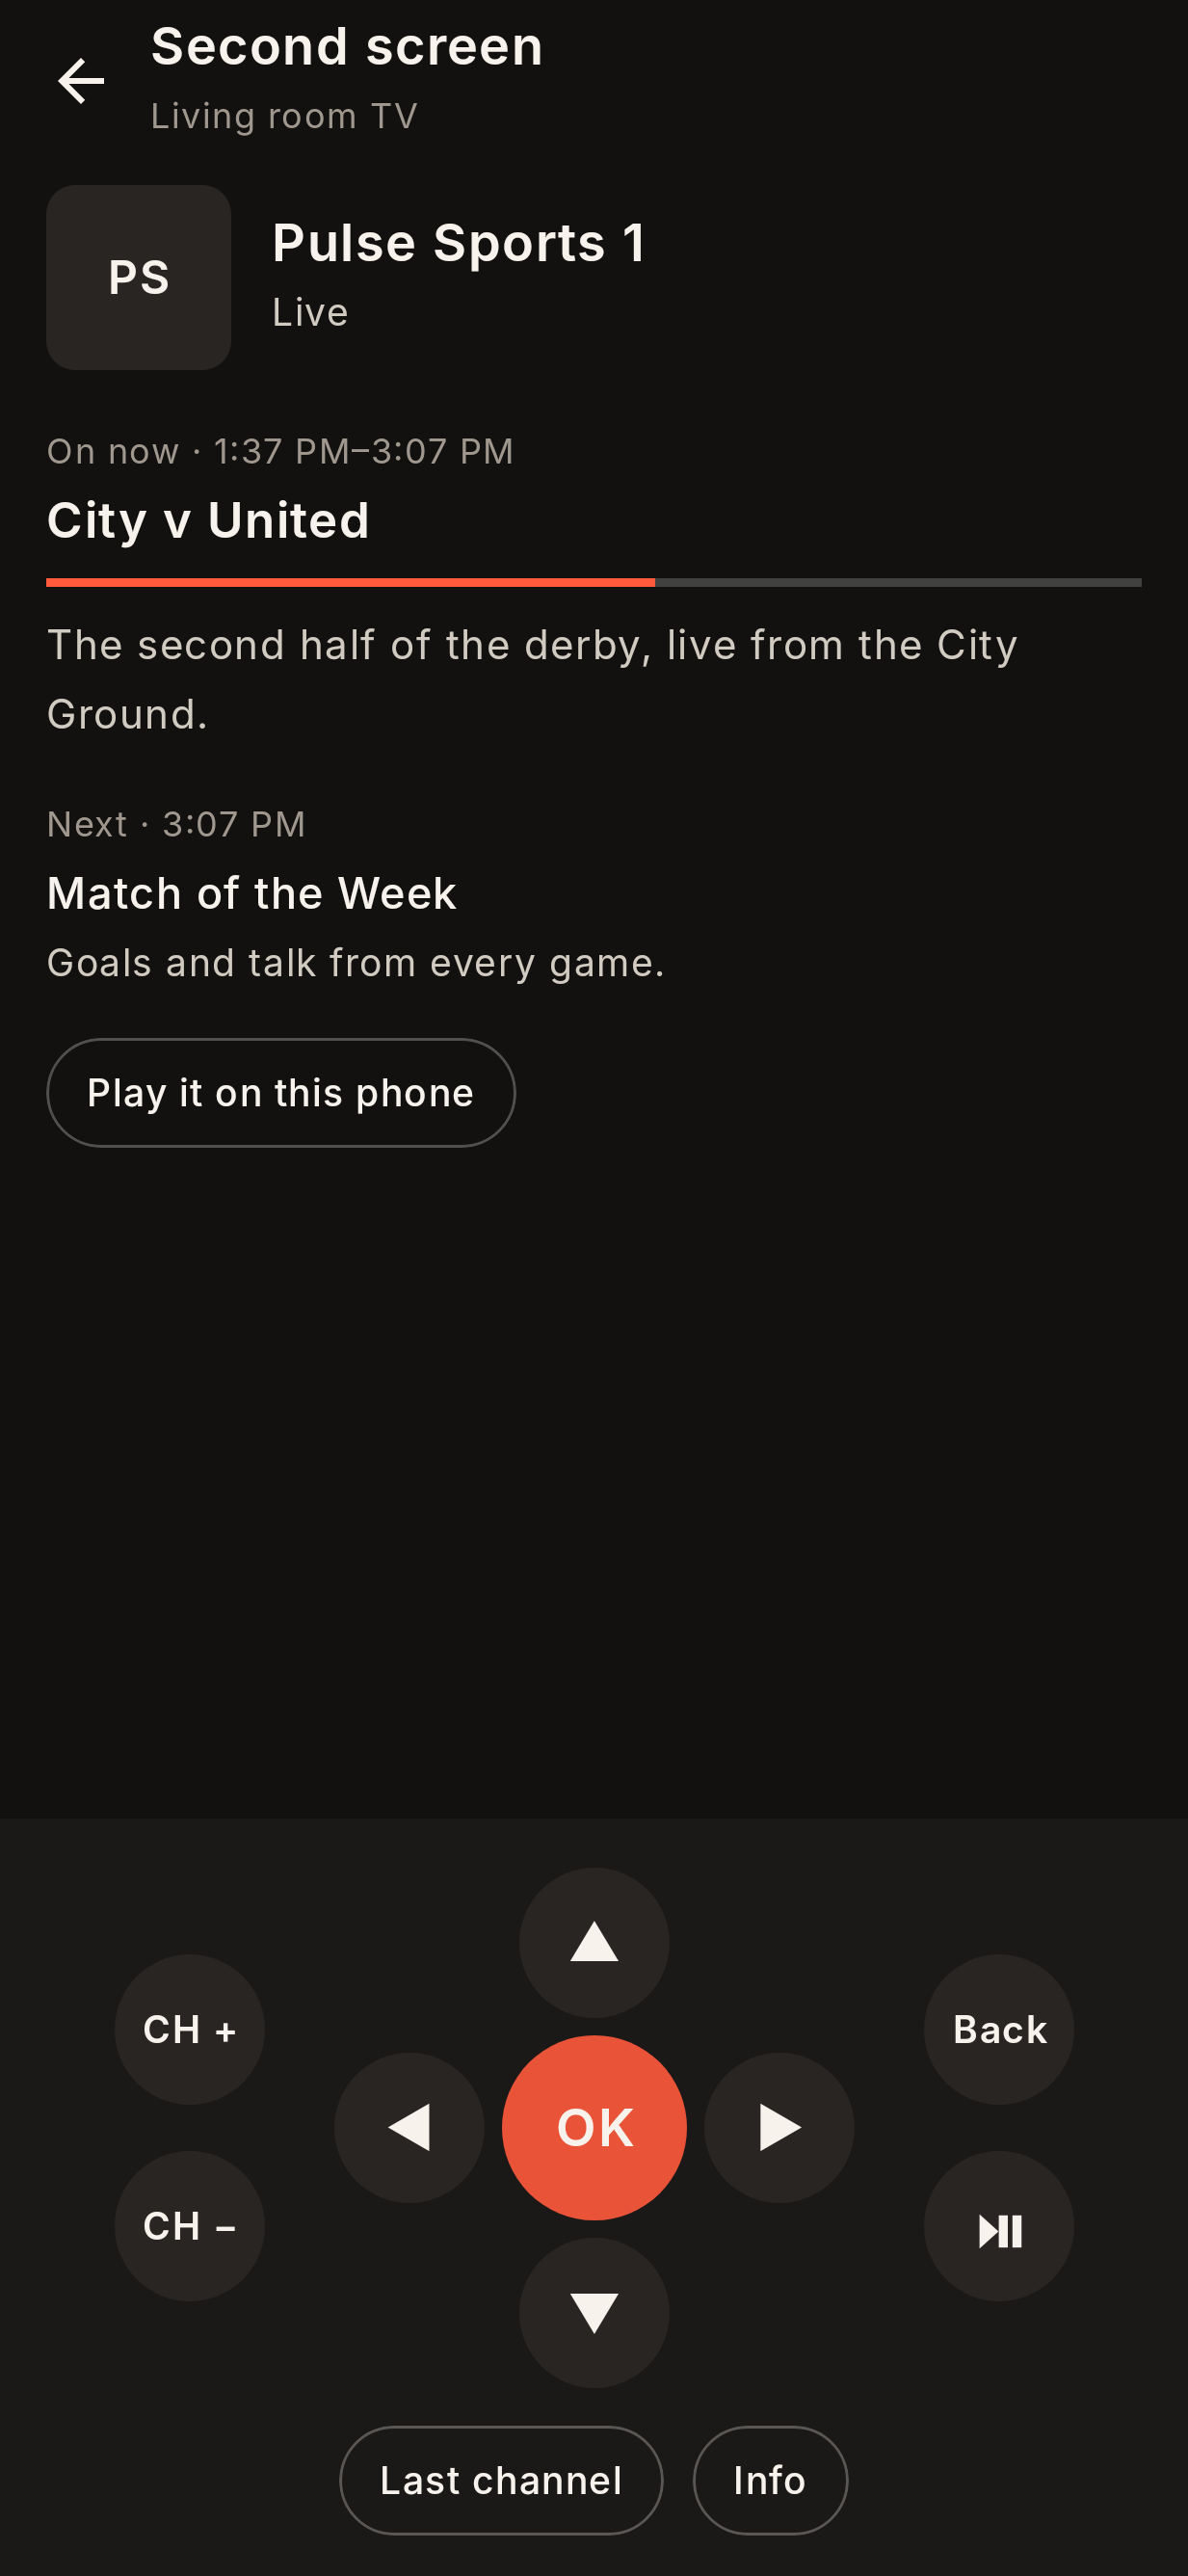 Second screen
Living room TV
PS
Pulse Sports 1
Live
On now · 1:37 PM–3:07 PM
City v United
The second half of the derby, live from the City
Ground.
Next · 3:07 PM
Match of the Week
Goals and talk from every game.
Play it on this phone
CH +
Back
OK
CH –
Last channel
Info